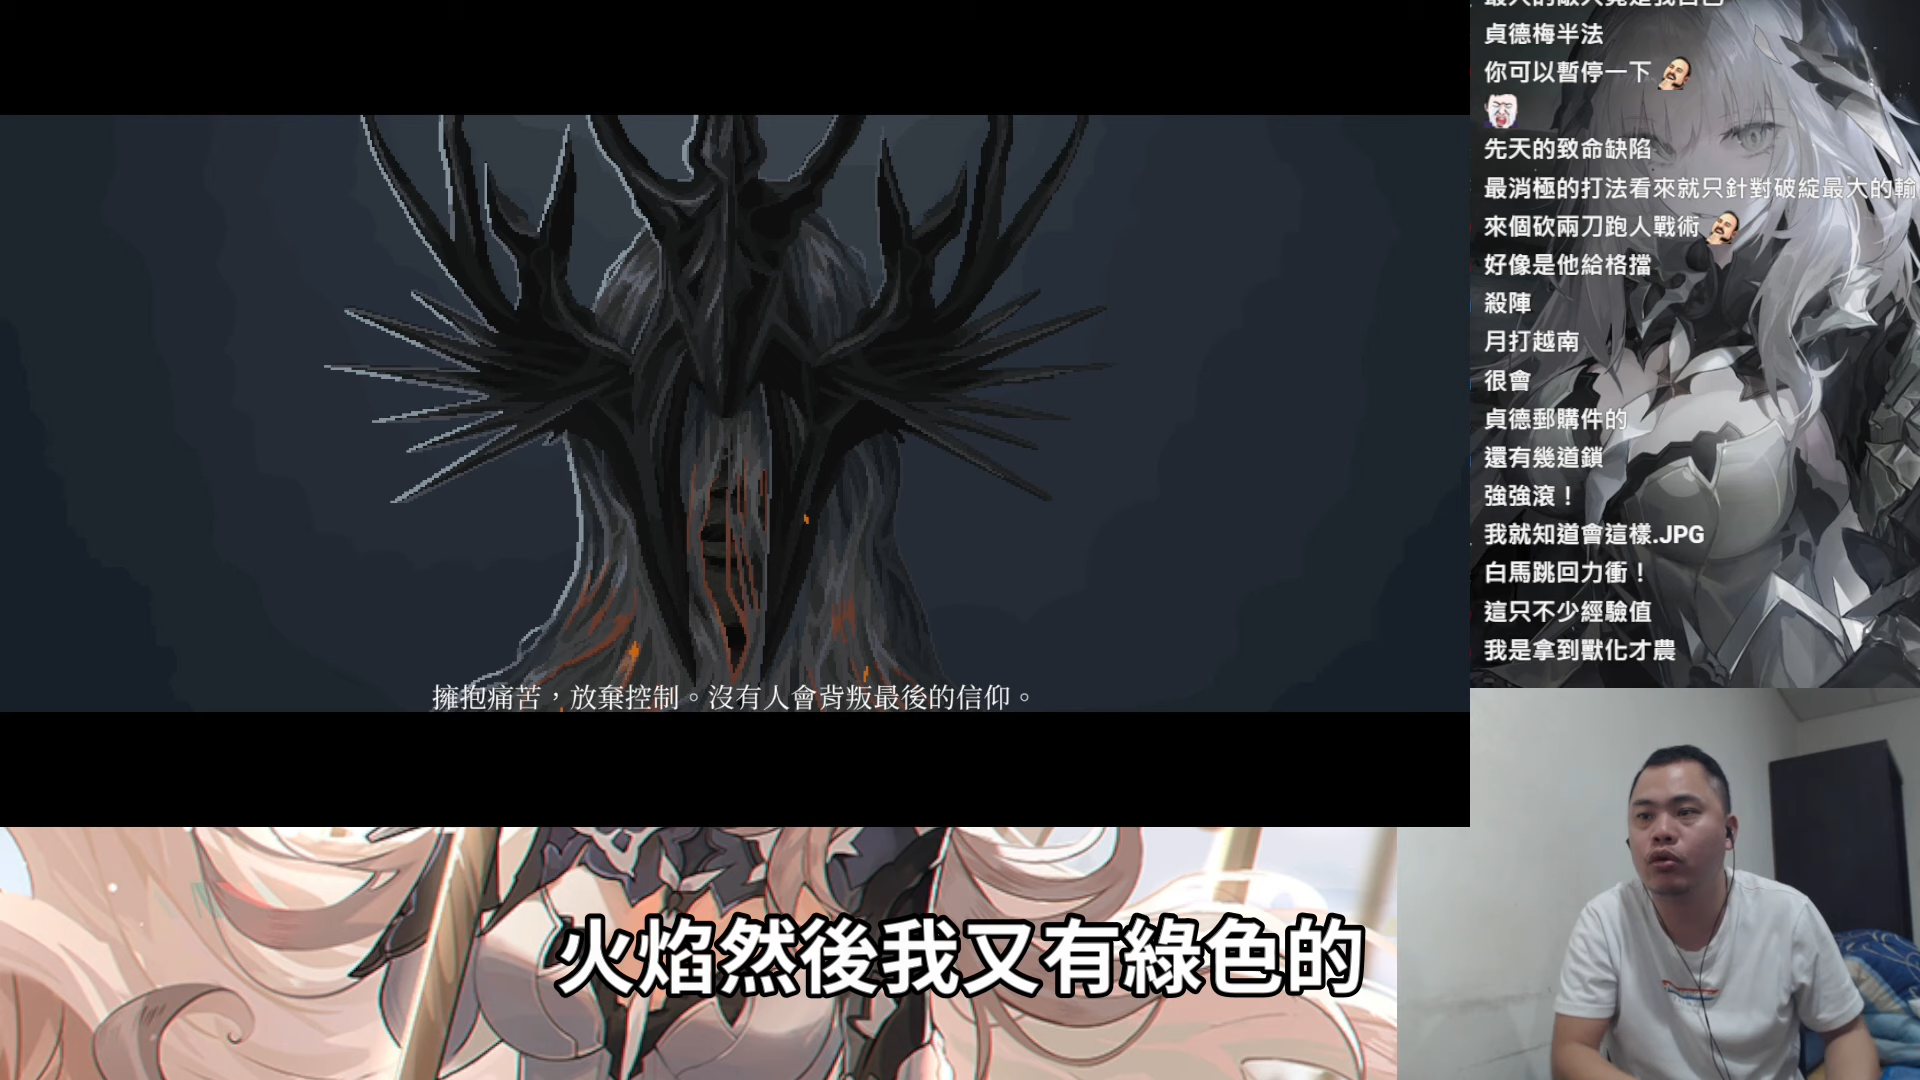 貞德梅半法
你可以暫停一下
先天的致命缺陷
最消極的打法看來就只針對破綻最大的輸
來個砍兩刀跑人戰術
好像是他給格擋
殺陣
月打越南
很會
貞德郵購件的
還有幾道鎖
強強滾！
我就知道會這樣.JPG
白馬跳回力衝！
這只不少經驗值
我是拿到獸化才農
擁抱痛苦，放棄控制。沒有人會背叛最後的信仰。
火焰然後我又有綠色的